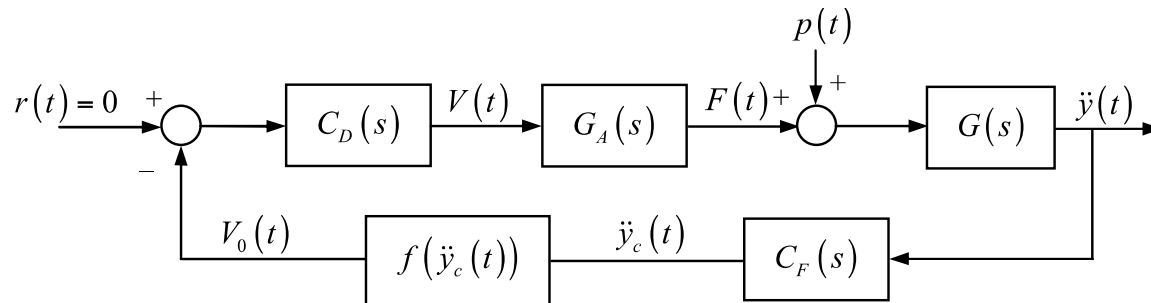 p(t)
r(t) = 0
+
C_D(s)
V(t)
G_A(s)
F(t) +
+
G(s)
ÿ(t)
−
V_0(t)
f(ÿ_c(t))
ÿ_c(t)
C_F(s)